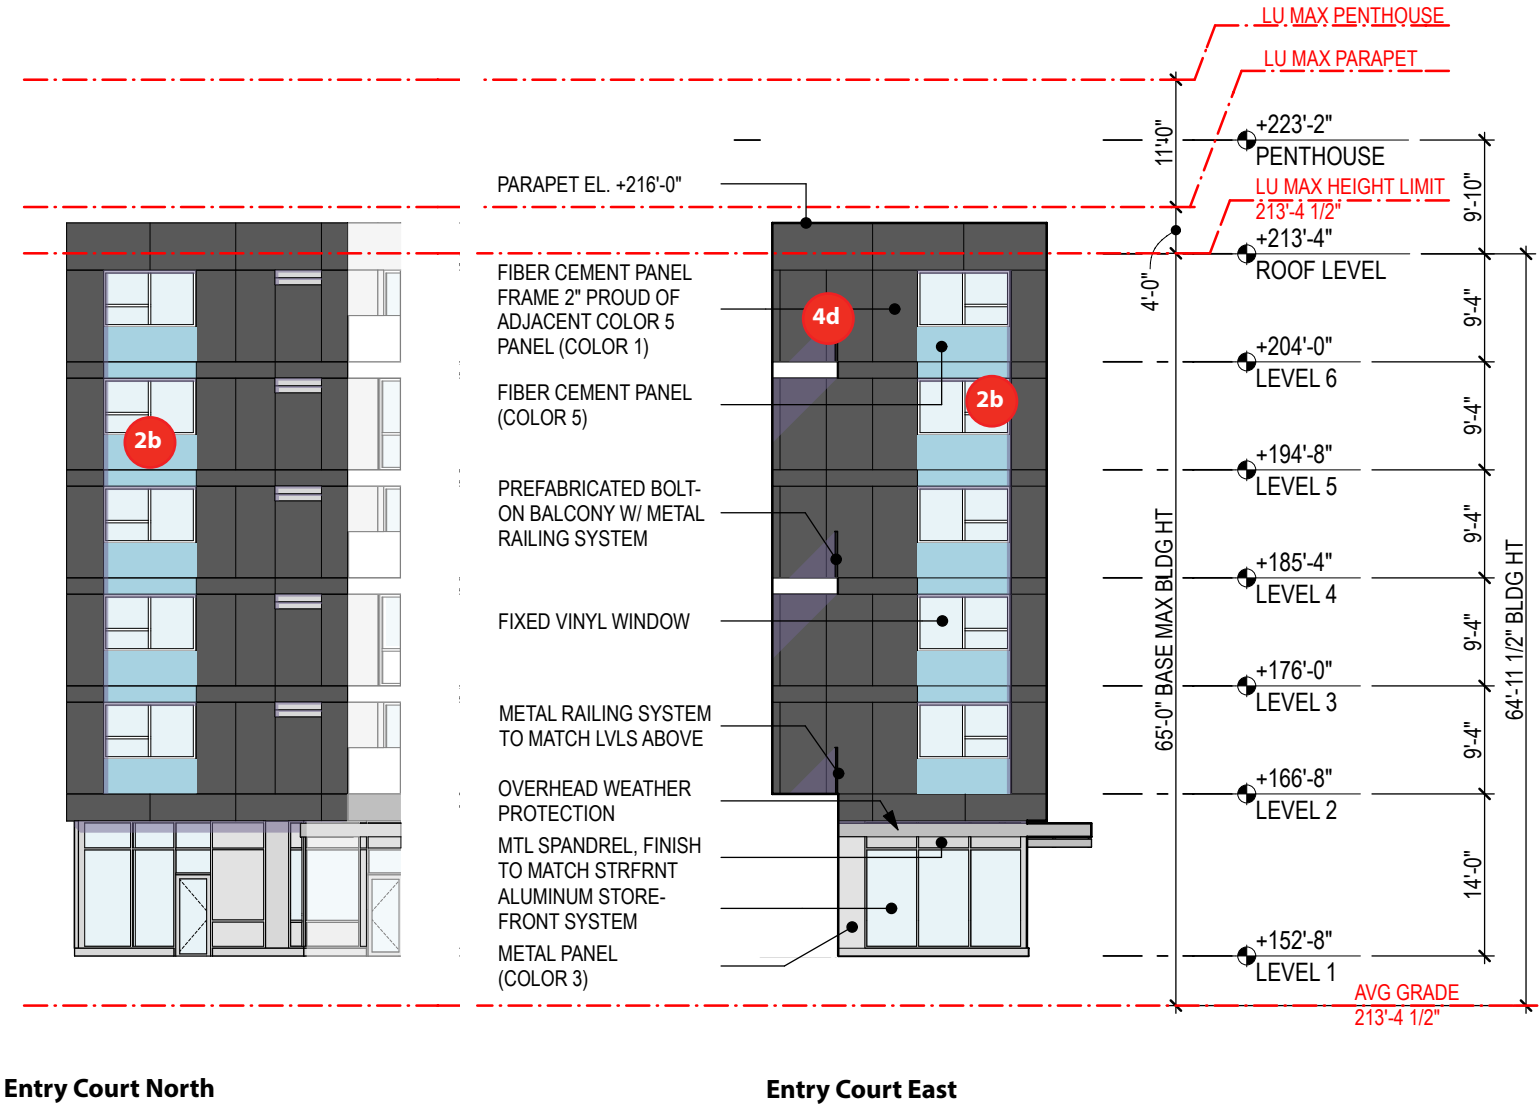 LU MAX PENTHOUSE
LU MAX PARAPET
11'-0"
+223'-2"
PENTHOUSE
LU MAX HEIGHT LIMIT
213'-4 1/2"
9'-10"
PARAPET EL. +216'-0"
+213'-4"
ROOF LEVEL
4'-0"
FIBER CEMENT PANEL
FRAME 2" PROUD OF
ADJACENT COLOR 5
PANEL (COLOR 1)
4d
9'-4"
+204'-0"
LEVEL 6
FIBER CEMENT PANEL
(COLOR 5)
2b
2b
9'-4"
+194'-8"
LEVEL 5
PREFABRICATED BOLT-
ON BALCONY W/ METAL
RAILING SYSTEM
9'-4"
+185'-4"
LEVEL 4
65'-0" BASE MAX BLDG HT
64'-11 1/2" BLDG HT
FIXED VINYL WINDOW
9'-4"
+176'-0"
LEVEL 3
METAL RAILING SYSTEM
TO MATCH LVLS ABOVE
9'-4"
+166'-8"
LEVEL 2
OVERHEAD WEATHER
PROTECTION
MTL SPANDREL, FINISH
TO MATCH STRFRNT
ALUMINUM STORE-
FRONT SYSTEM
14'-0"
METAL PANEL
(COLOR 3)
+152'-8"
LEVEL 1
AVG GRADE
213'-4 1/2"
Entry Court North
Entry Court East